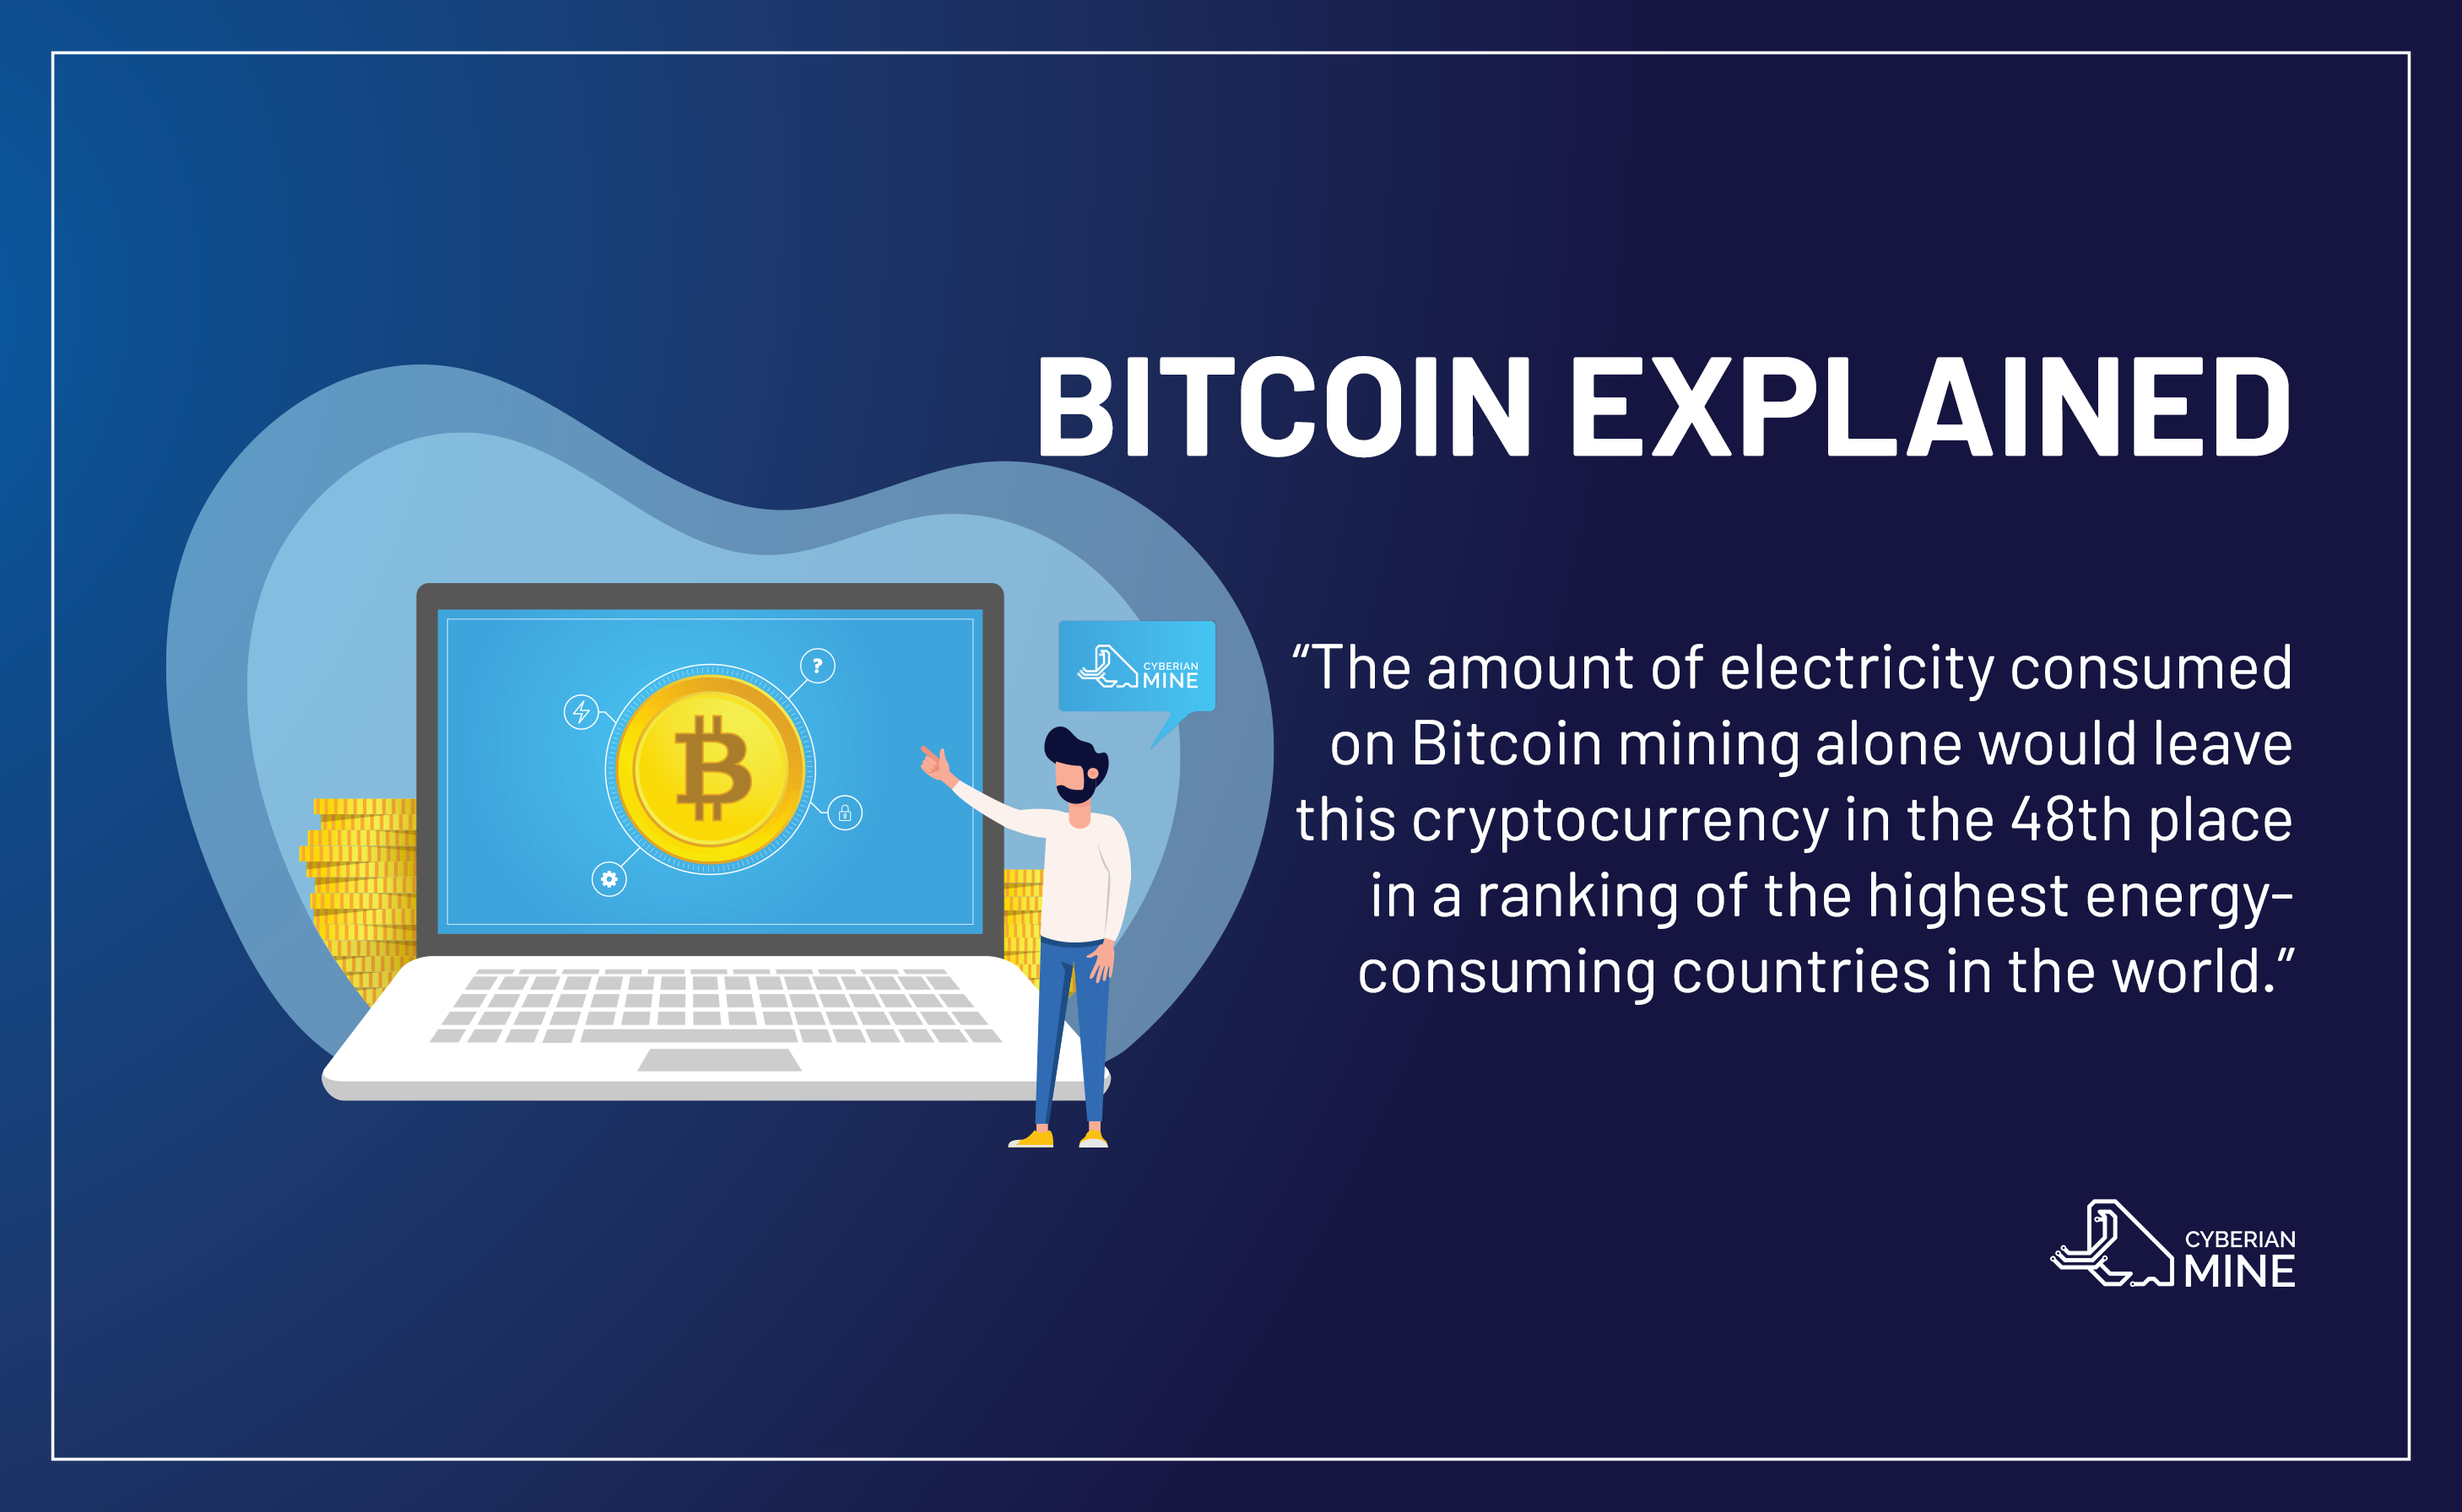 BITCOIN EXPLAINED
CYBERIAN
MINE
“The amount of electricity consumed
on Bitcoin mining alone would leave
this cryptocurrency in the 48th place
in a ranking of the highest energy-
consuming countries in the world.”
CYBERIAN
MINE